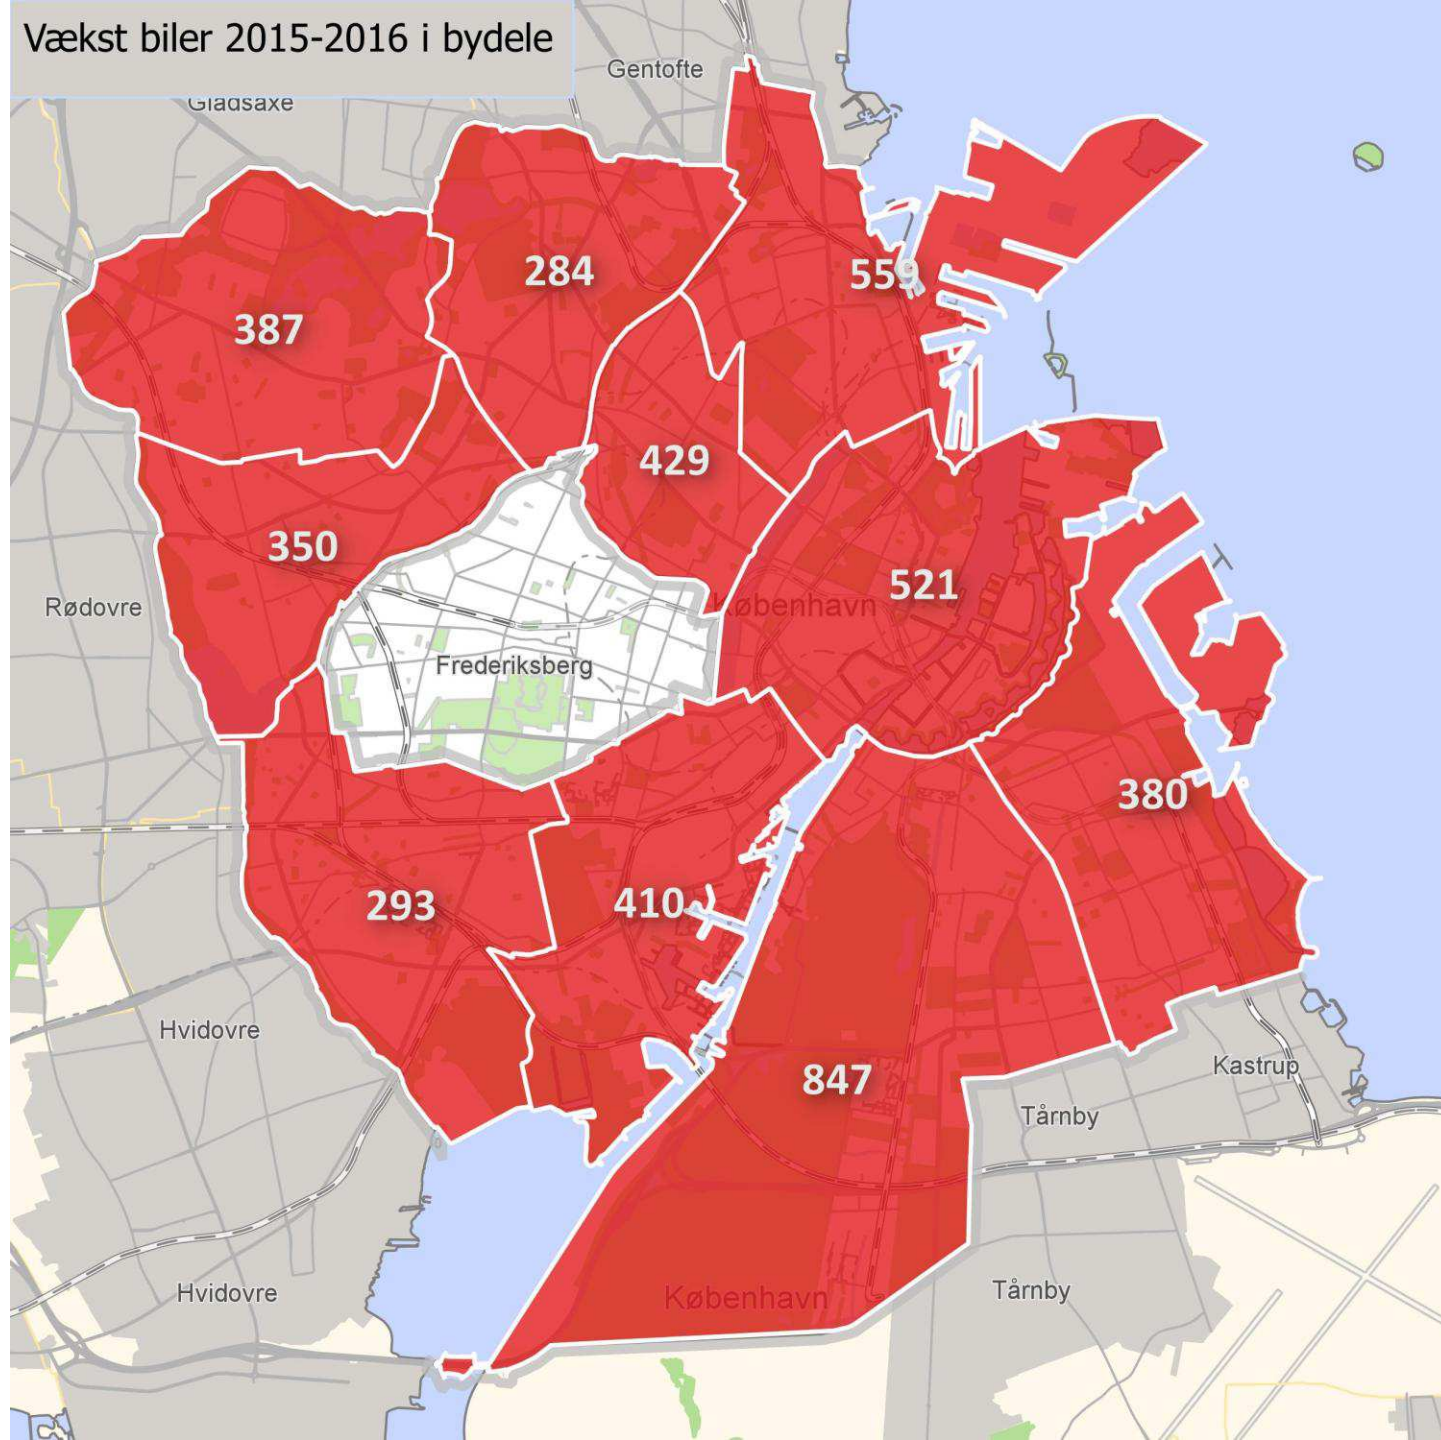 Vækst biler 2015-2016 i bydele
Gentofte
Gladsaxe
284
559
387
429
350
521
København
Rødovre
Frederiksberg
380
293
410
Hvidovre
847
Kastrup
Tårnby
Hvidovre
København
Tårnby